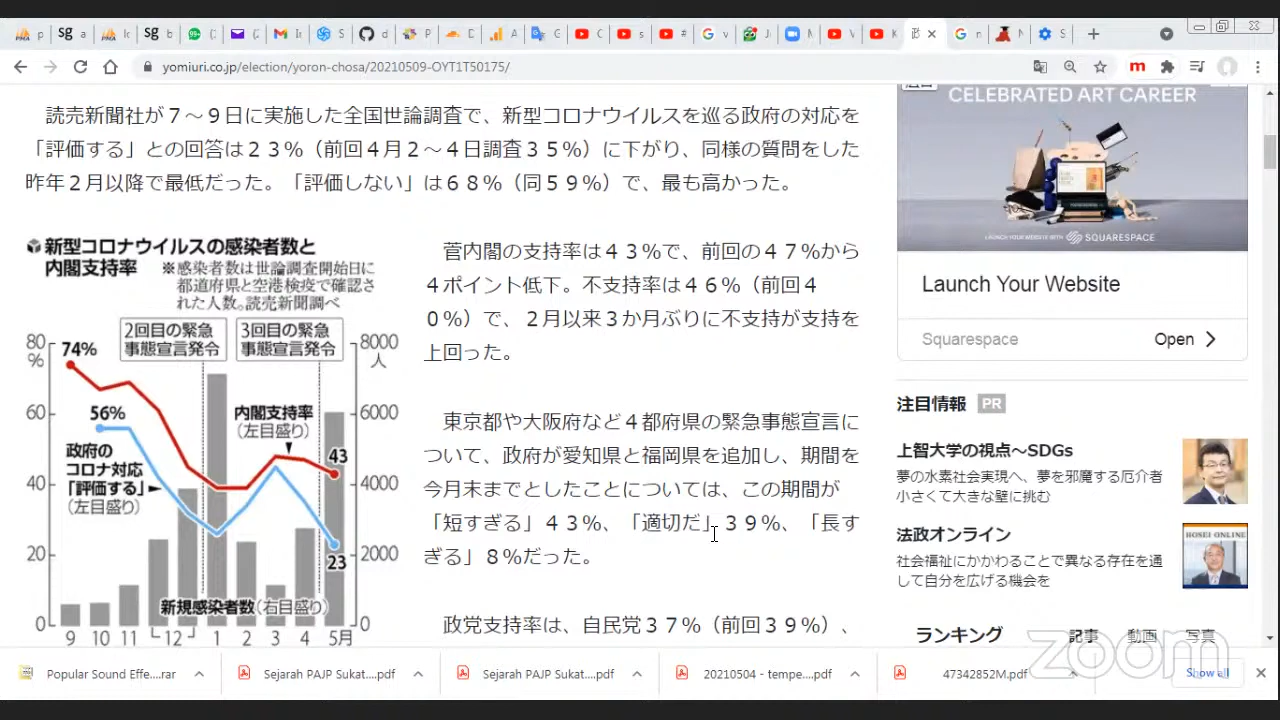 p
Sg a
Ic
Sg b
yomiuri.co.jp/election/yoron-chosa/20210509-OYT1T50175/
読売新聞社が７～９日に実施した全国世論調査で、新型コロナウイルスを巡る政府の対応を
「評価する」との回答は２３％（前回４月２～４日調査３５％）に下がり、同様の質問をした
昨年２月以降で最低だった。「評価しない」は６８％（同５９％）で、最も高かった。
新型コロナウイルスの感染者数と
内閣支持率
※感染者数は世論調査開始日に
都道府県と空港検疫で確認さ
れた人数。読売新聞調べ
2回目の緊急
事態宣言発令
3回目の緊急
事態宣言発令
80
%
74%
8000
人
60
56%
内閣支持率
(左目盛り)
6000
政府の
コロナ対応
「評価する」
(左目盛り)
43
40
4000
20
23
2000
新規感染者数(右目盛り)
0
0
9 10 11 12 1 2 3 4 5月
菅内閣の支持率は４３％で、前回の４７％から
４ポイント低下。不支持率は４６％（前回４
０％）で、２月以来３か月ぶりに不支持が支持を
上回った。
東京都や大阪府など４都府県の緊急事態宣言に
ついて、政府が愛知県と福岡県を追加し、期間を
今月末までとしたことについては、この期間が
「短すぎる」４３％、「適切だ」３９％、「長す
ぎる」８％だった。
政党支持率は、自民党３７％（前回３９％）、
CELEBRATED ART CAREER
LAUNCH YOUR WEBSITE WITH SQUARESPACE
Launch Your Website
Squarespace
Open
注目情報 PR
上智大学の視点～SDGs
夢の水素社会実現へ、夢を邪魔する厄介者
小さくて大きな壁に挑む
法政オンライン
社会福祉にかかわることで異なる存在を通
して自分を広げる機会を
HOSEI ONLINE
ランキング 記事 動画 写真
zoom
Popular Sound Effe....rar
Sejarah PAJP Sukat....pdf
Sejarah PAJP Sukat....pdf
20210504 - tempe....pdf
47342852M.pdf
Show all